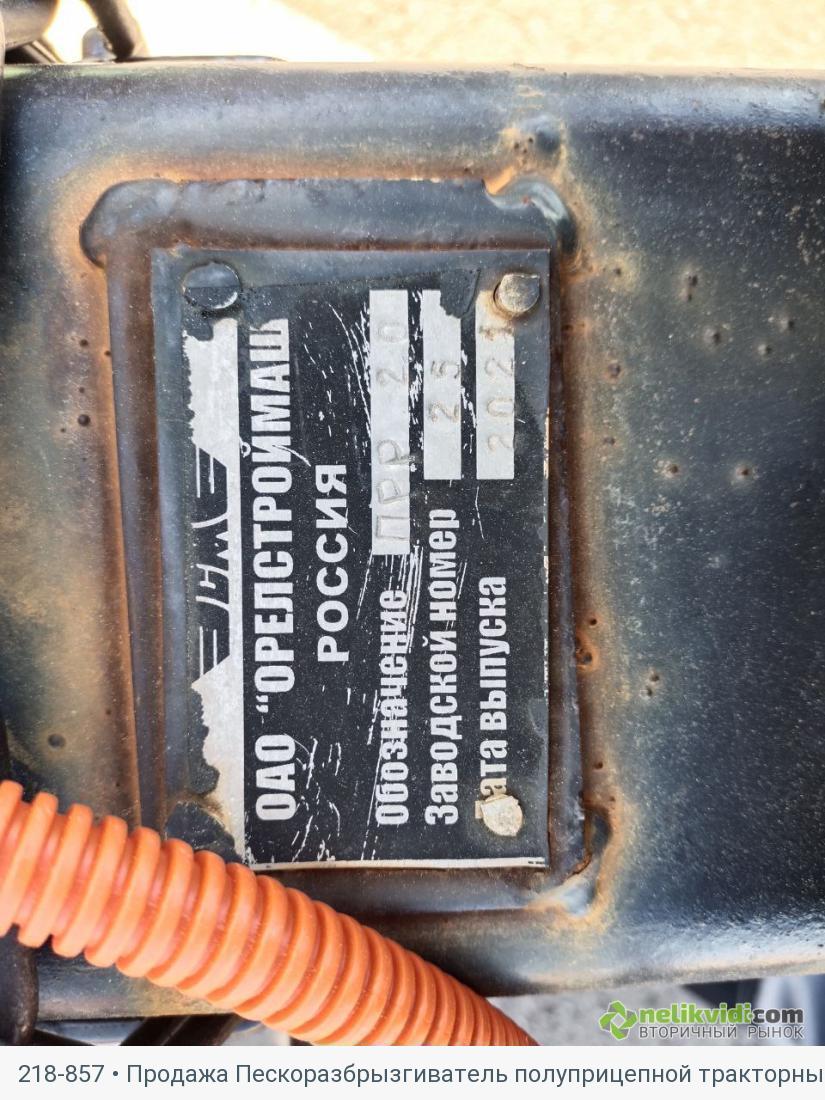 ОАО "ОРЕЛСТРОЙМАШ
РОССИЯ
Обозначение ПРР 20
Заводской номер 25
Дата выпуска 2021
nelikvidi.com
ВТОРИЧНЫЙ РЫНОК
218-857 • Продажа Пескоразбрызгиватель полуприцепной тракторны